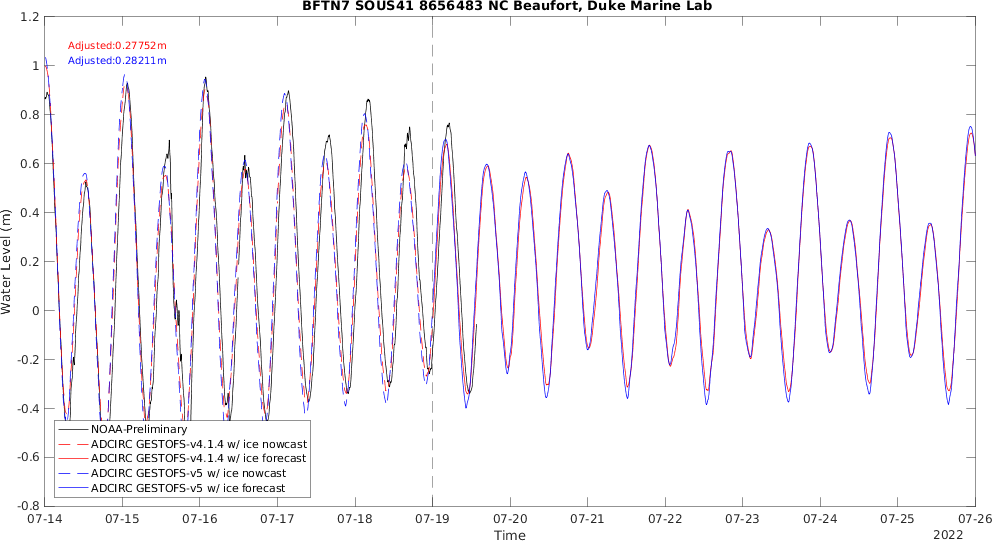 BFTN7 SOUS41 8656483 NC Beaufort, Duke Marine Lab
1.2
Adjusted:0.27752m
Adjusted:0.28211m
1
0.8
0.6
0.4
0.2
0
-0.2
-0.4
-0.6
-0.8
Water Level (m)
NOAA-Preliminary
ADCIRC GESTOFS-v4.1.4 w/ ice nowcast
ADCIRC GESTOFS-v4.1.4 w/ ice forecast
ADCIRC GESTOFS-v5 w/ ice nowcast
ADCIRC GESTOFS-v5 w/ ice forecast
07-14 07-15 07-16 07-17 07-18 07-19 07-20 07-21 07-22 07-23 07-24 07-25 07-26
Time
2022